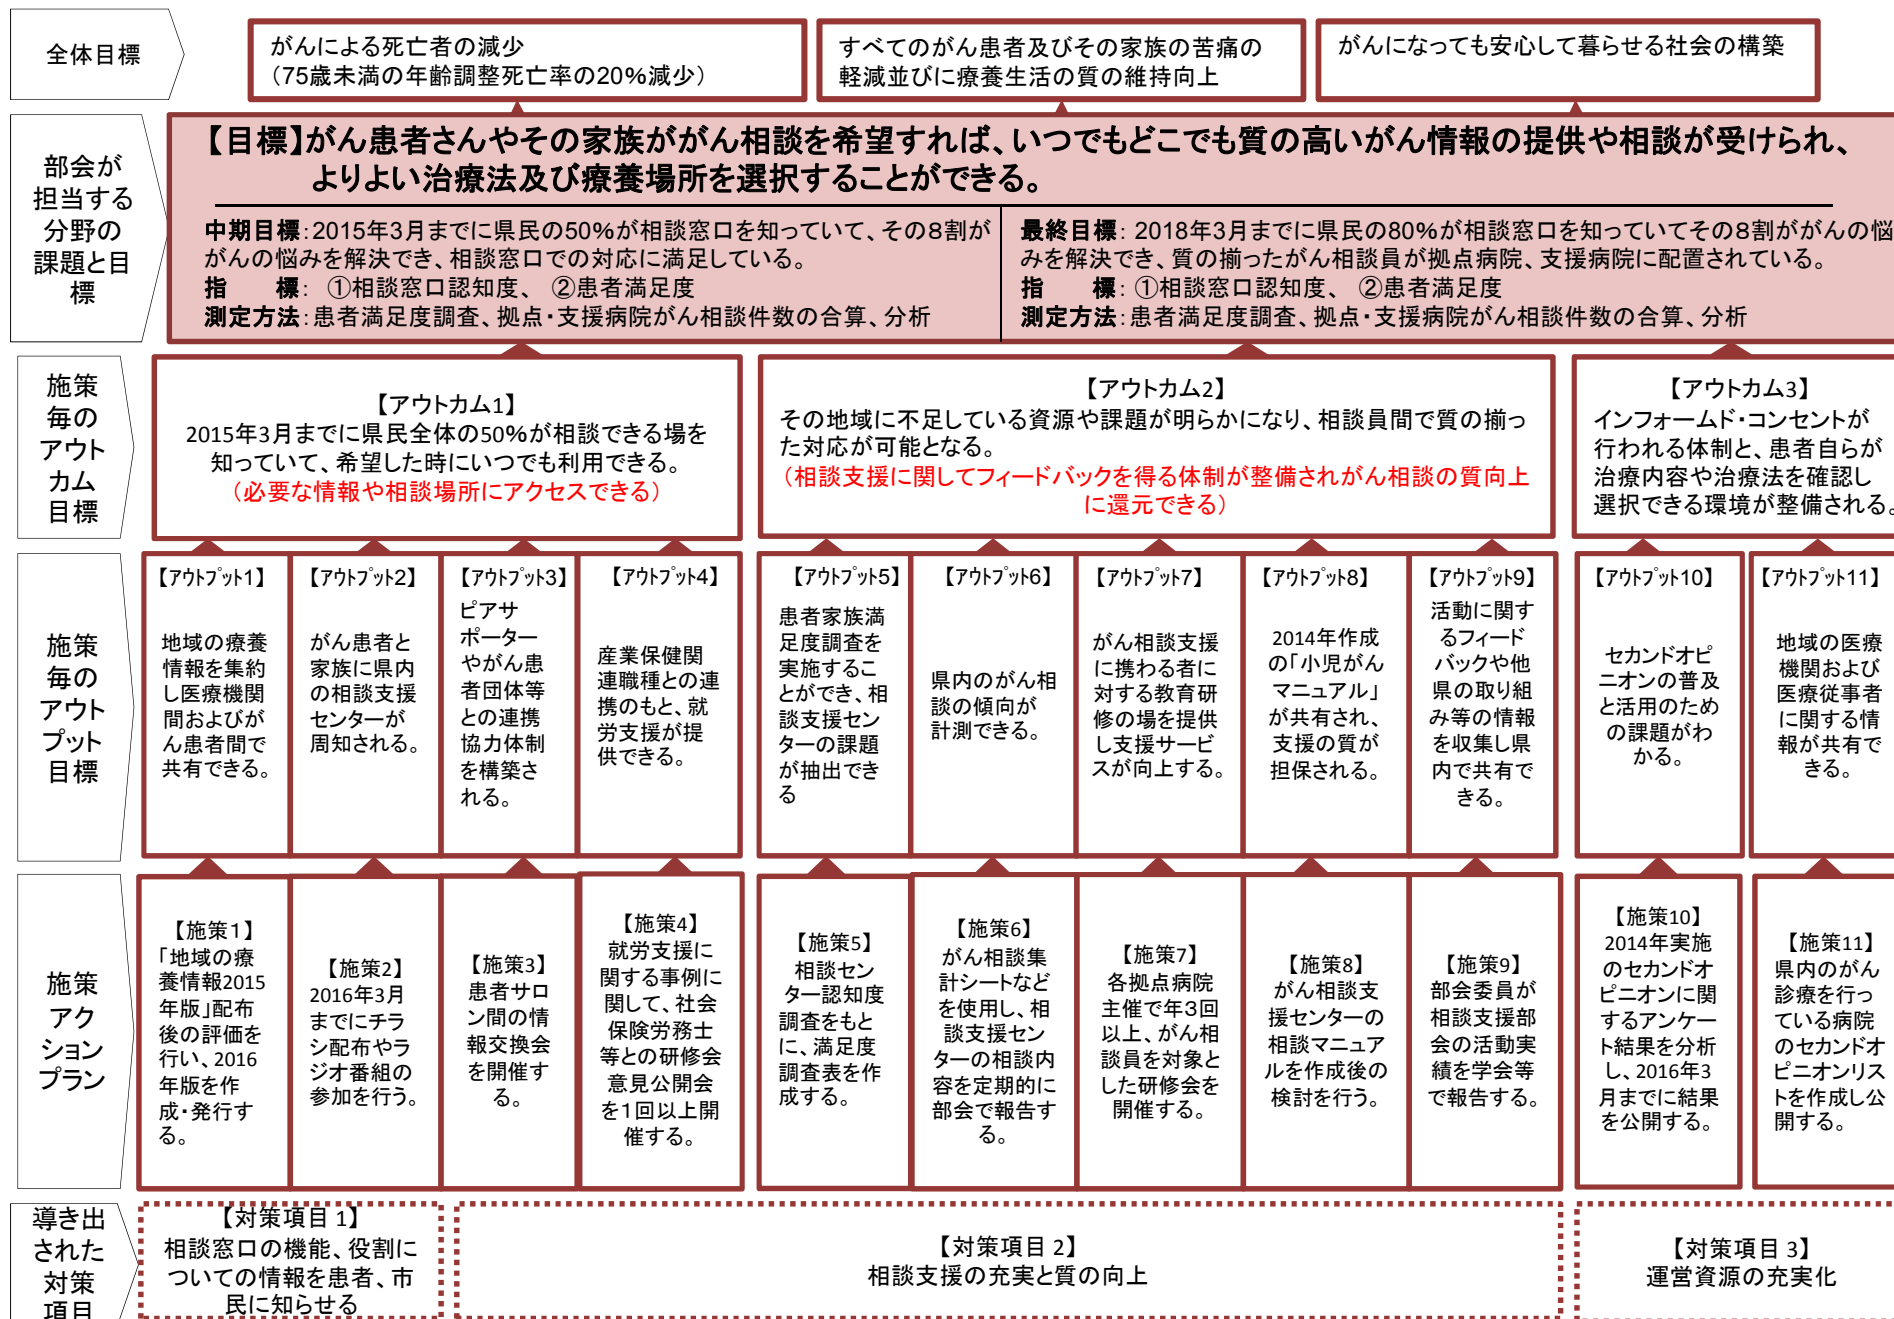 全体目標
がんによる死亡者の減少
（75歳未満の年齢調整死亡率の20%減少）
すべてのがん患者及びその家族の苦痛の
軽減並びに療養生活の質の維持向上
がんになっても安心して暮らせる社会の構築
部会が
担当する
分野の
課題と目
標
【目標】がん患者さんやその家族ががん相談を希望すれば、いつでもどこでも質の高いがん情報の提供や相談が受けられ、
よりよい治療法及び療養場所を選択することができる。
中期目標：2015年3月までに県民の50%が相談窓口を知っていて、その8割が
がんの悩みを解決でき、相談窓口での対応に満足している。
指　　標： ①相談窓口認知度、 ②患者満足度
測定方法：患者満足度調査、拠点・支援病院がん相談件数の合算、分析
最終目標： 2018年3月までに県民の80%が相談窓口を知っていてその8割ががんの悩
みを解決でき、質の揃ったがん相談員が拠点病院、支援病院に配置されている。
指　　標： ①相談窓口認知度、 ②患者満足度
測定方法：患者満足度調査、拠点・支援病院がん相談件数の合算、分析
施策
毎の
アウト
カム
目標
【アウトカム1】
2015年3月までに県民全体の50%が相談できる場を
知っていて、希望した時にいつでも利用できる。
（必要な情報や相談場所にアクセスできる）
【アウトカム2】
その地域に不足している資源や課題が明らかになり、相談員間で質の揃っ
た対応が可能となる。
（相談支援に関してフィードバックを得る体制が整備されがん相談の質向上
に還元できる）
【アウトカム3】
インフォームド・コンセントが
行われる体制と、患者自らが
治療内容や治療法を確認し
選択できる環境が整備される。
施策
毎の
アウト
プット
目標
【ｱｳﾄﾌﾟｯﾄ1】
地域の療養
情報を集約
し医療機関
間およびが
ん患者間で
共有できる。
【ｱｳﾄﾌﾟｯﾄ2】
がん患者と
家族に県内
の相談支援
センターが
周知される。
【ｱｳﾄﾌﾟｯﾄ3】
ピアサ
ポーター
やがん患
者団体等
との連携
協力体制
を構築さ
れる。
【ｱｳﾄﾌﾟｯﾄ4】
産業保健関
連職種との連
携のもと、就
労支援が提
供できる。
【ｱｳﾄﾌﾟｯﾄ5】
患者家族満
足度調査を
実施するこ
とができ、相
談支援セン
ターの課題
が抽出でき
る
【ｱｳﾄﾌﾟｯﾄ6】
県内のがん相
談の傾向が
計測できる。
【ｱｳﾄﾌﾟｯﾄ7】
がん相談支援
に携わる者に
対する教育研
修の場を提供
し支援サービ
スが向上する。
【ｱｳﾄﾌﾟｯﾄ8】
2014年作成
の「小児がん
マニュアル」
が共有され、
支援の質が
担保される。
【ｱｳﾄﾌﾟｯﾄ9】
活動に関す
るフィード
バックや他
県の取り組
み等の情報
を収集し県
内で共有で
きる。
【ｱｳﾄﾌﾟｯﾄ10】
セカンドオピ
ニオンの普及
と活用のため
の課題がわ
かる。
【ｱｳﾄﾌﾟｯﾄ11】
地域の医療
機関および
医療従事者
に関する情
報が共有で
きる。
施策
アク
ション
プラン
【施策1】
「地域の療
養情報2015
年版」配布
後の評価を
行い、2016
年版を作
成・発行す
る。
【施策2】
2016年3月
までにチラ
シ配布やラ
ジオ番組の
参加を行う。
【施策3】
患者サロ
ン間の情
報交換会
を開催す
る。
【施策4】
就労支援に
関する事例に
関して、社会
保険労務士
等との研修会
意見公開会
を1回以上開
催する。
【施策5】
相談セン
ター認知度
調査をもと
に、満足度
調査表を作
成する。
【施策6】
がん相談集
計シートなど
を使用し、相
談支援セン
ターの相談内
容を定期的に
部会で報告す
る。
【施策7】
各拠点病院
主催で年3回
以上、がん相
談員を対象と
した研修会を
開催する。
【施策8】
がん相談支
援センターの
相談マニュア
ルを作成後の
検討を行う。
【施策9】
部会委員が
相談支援部
会の活動実
績を学会等
で報告する。
【施策10】
2014年実施
のセカンドオ
ピニオンに関
するアンケー
ト結果を分析
し、2016年3
月までに結果
を公開する。
【施策11】
県内のがん
診療を行っ
ている病院
のセカンドオ
ピニオンリス
トを作成し公
開する。
導き出
された
対策
項目
【対策項目 1】
相談窓口の機能、役割に
ついての情報を患者、市
民に知らせる
【対策項目 2】
相談支援の充実と質の向上
【対策項目 3】
運営資源の充実化